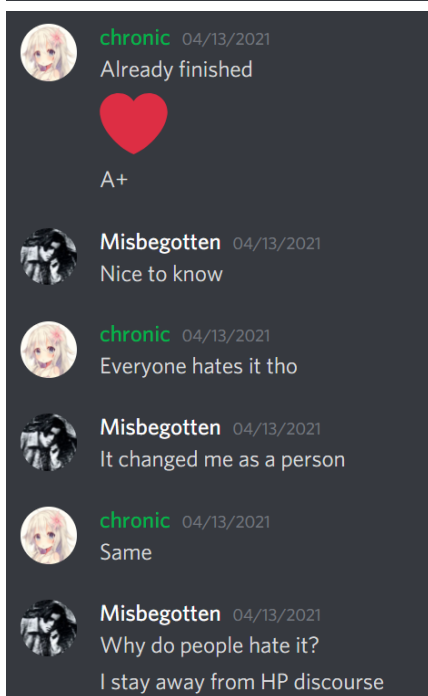 chronic 04/13/2021
Already finished
A+
Misbegotten 04/13/2021
Nice to know
chronic 04/13/2021
Everyone hates it tho
Misbegotten 04/13/2021
It changed me as a person
chronic 04/13/2021
Same
Misbegotten 04/13/2021
Why do people hate it?
I stay away from HP discourse